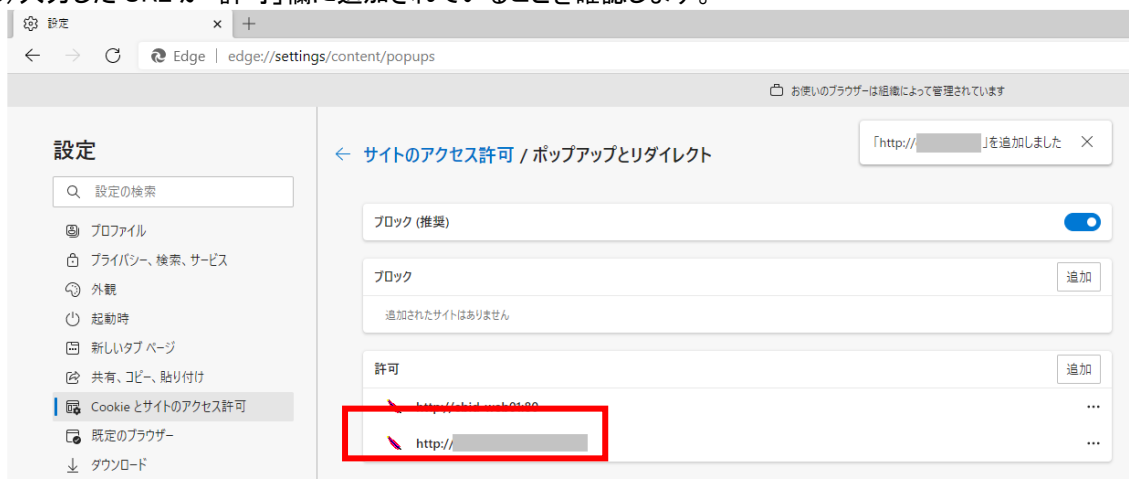 入力した URL が「許可」欄に追加されていることを確認します。
設定
Edge edge://settings/content/popups
お使いのブラウザーは組織によって管理されています
設定
サイトのアクセス許可 / ポップアップとリダイレクト
「http:// 」を追加しました
設定の検索
プロファイル
ブロック (推奨)
プライバシー、検索、サービス
外観
ブロック
追加
起動時
追加されたサイトはありません
新しいタブ ページ
共有、コピー、貼り付け
許可
追加
Cookie とサイトのアクセス許可
既定のブラウザー
http://
ダウンロード